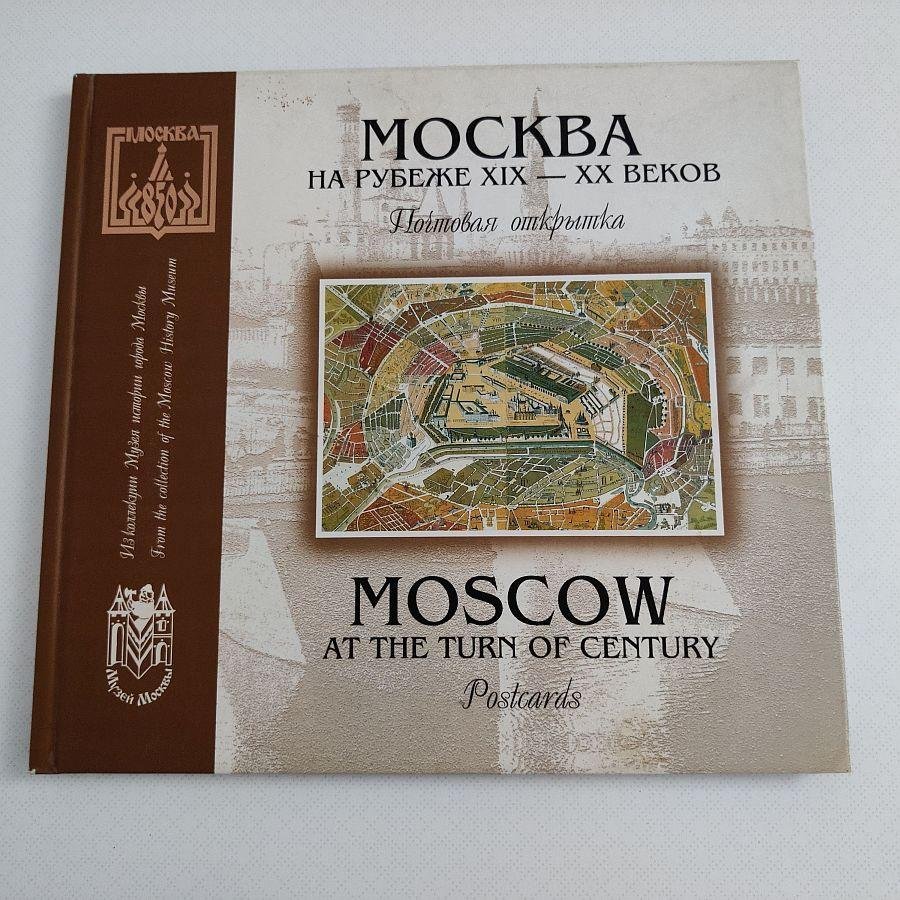 МОСКВА
850
Из коллекции Музея истории города Москвы
From the collection of the Moscow History Museum
Музей Москвы
МОСКВА
НА РУБЕЖЕ XIX — XX ВЕКОВ
Почтовая открытка
MOSCOW
AT THE TURN OF CENTURY
Postcards